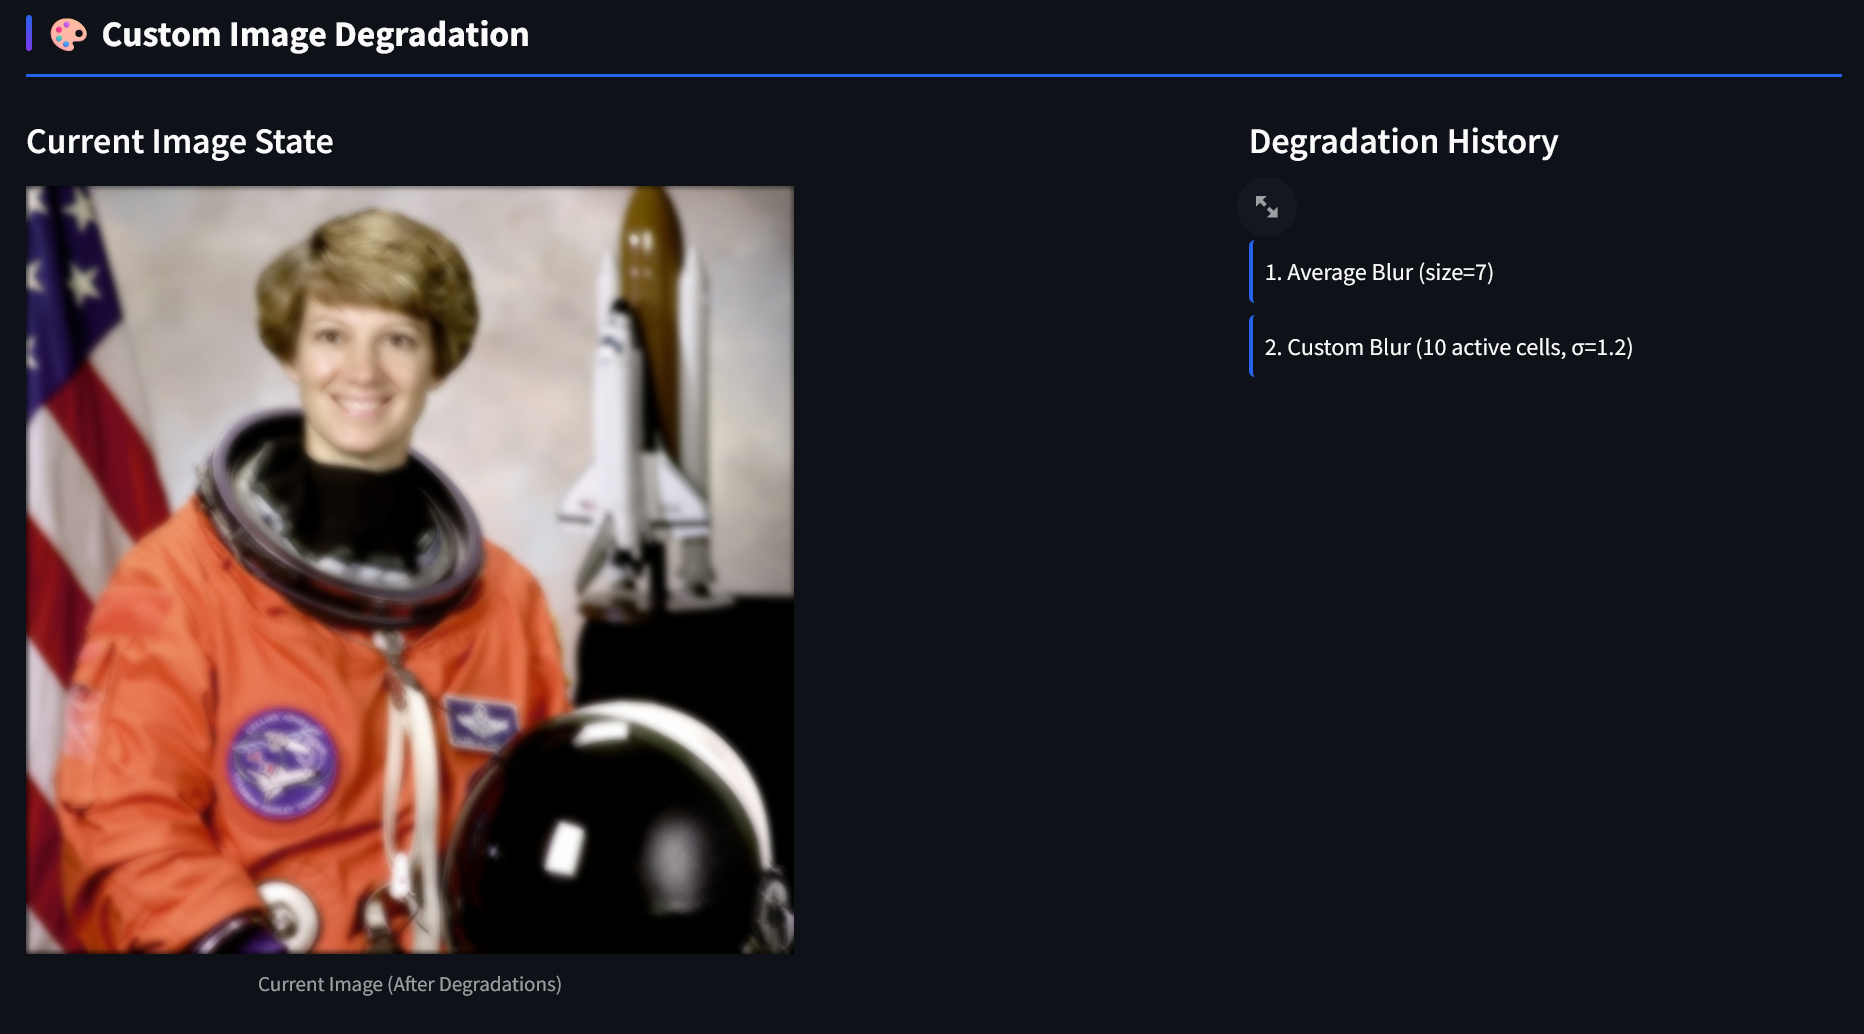 Custom Image Degradation
Current Image State
Degradation History
1. Average Blur (size=7)
2. Custom Blur (10 active cells, σ=1.2)
Current Image (After Degradations)